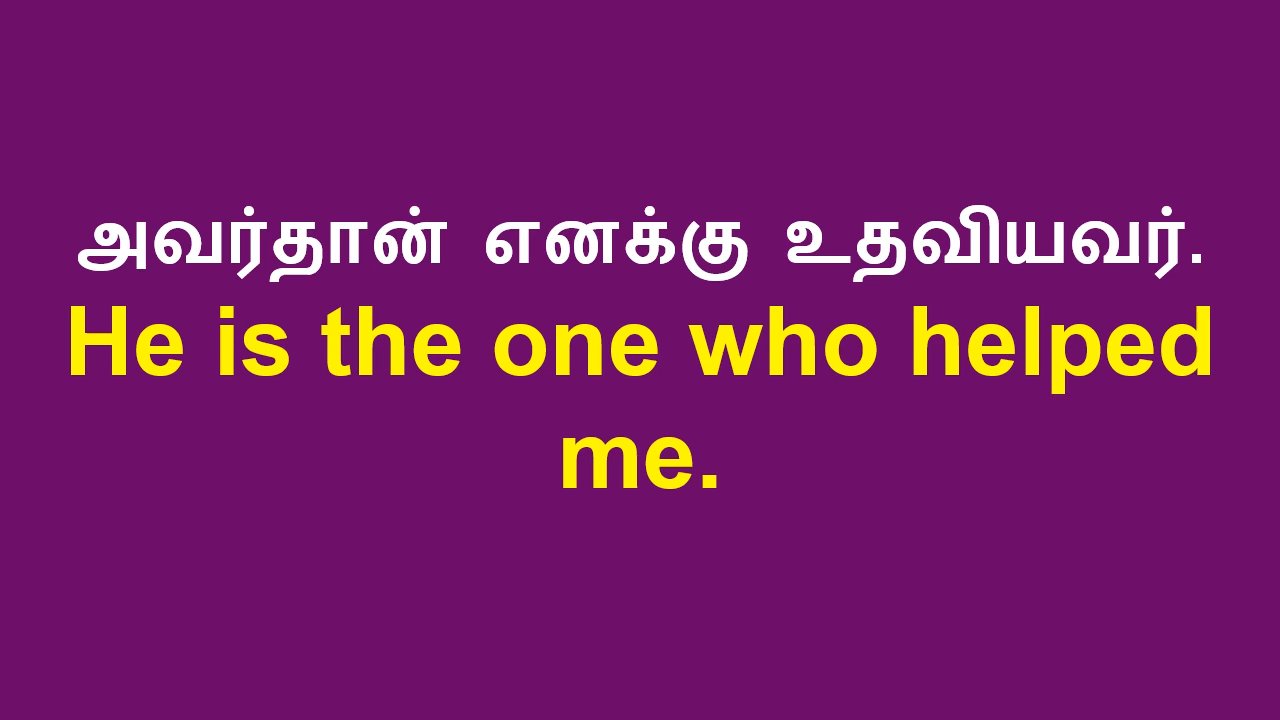 அவர்தான் எனக்கு உதவியவர்.
He is the one who helped
me.